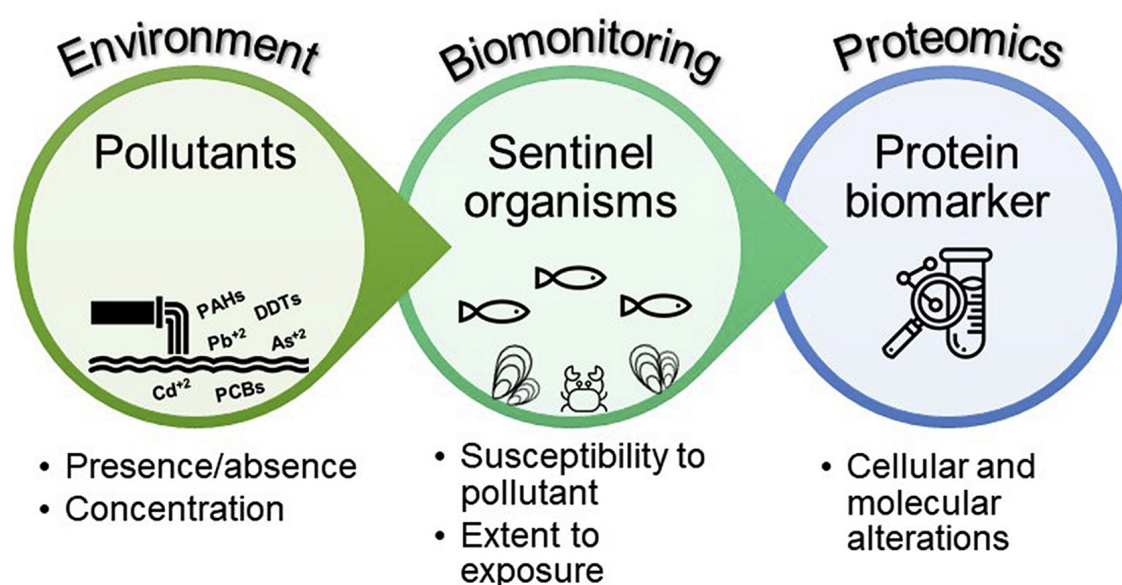 Environment
Pollutants
PAHs
DDTs
Pb+2
As+2
Cd+2
PCBs
• Presence/absence
• Concentration
Biomonitoring
Sentinel
organisms
• Susceptibility to
pollutant
• Extent to
exposure
Proteomics
Protein
biomarker
• Cellular and
molecular
alterations